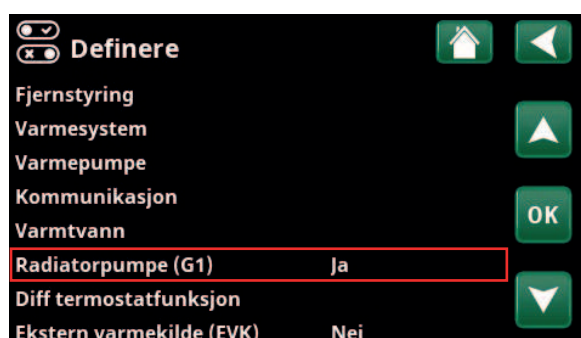 Definere
Fjernstyring
Varmesystem
Varmepumpe
Kommunikasjon
OK
Varmtvann
Radiatorpumpe (G1) Ja
Diff termostatfunksjon
Ekstern varmekilde (EVK) Nei